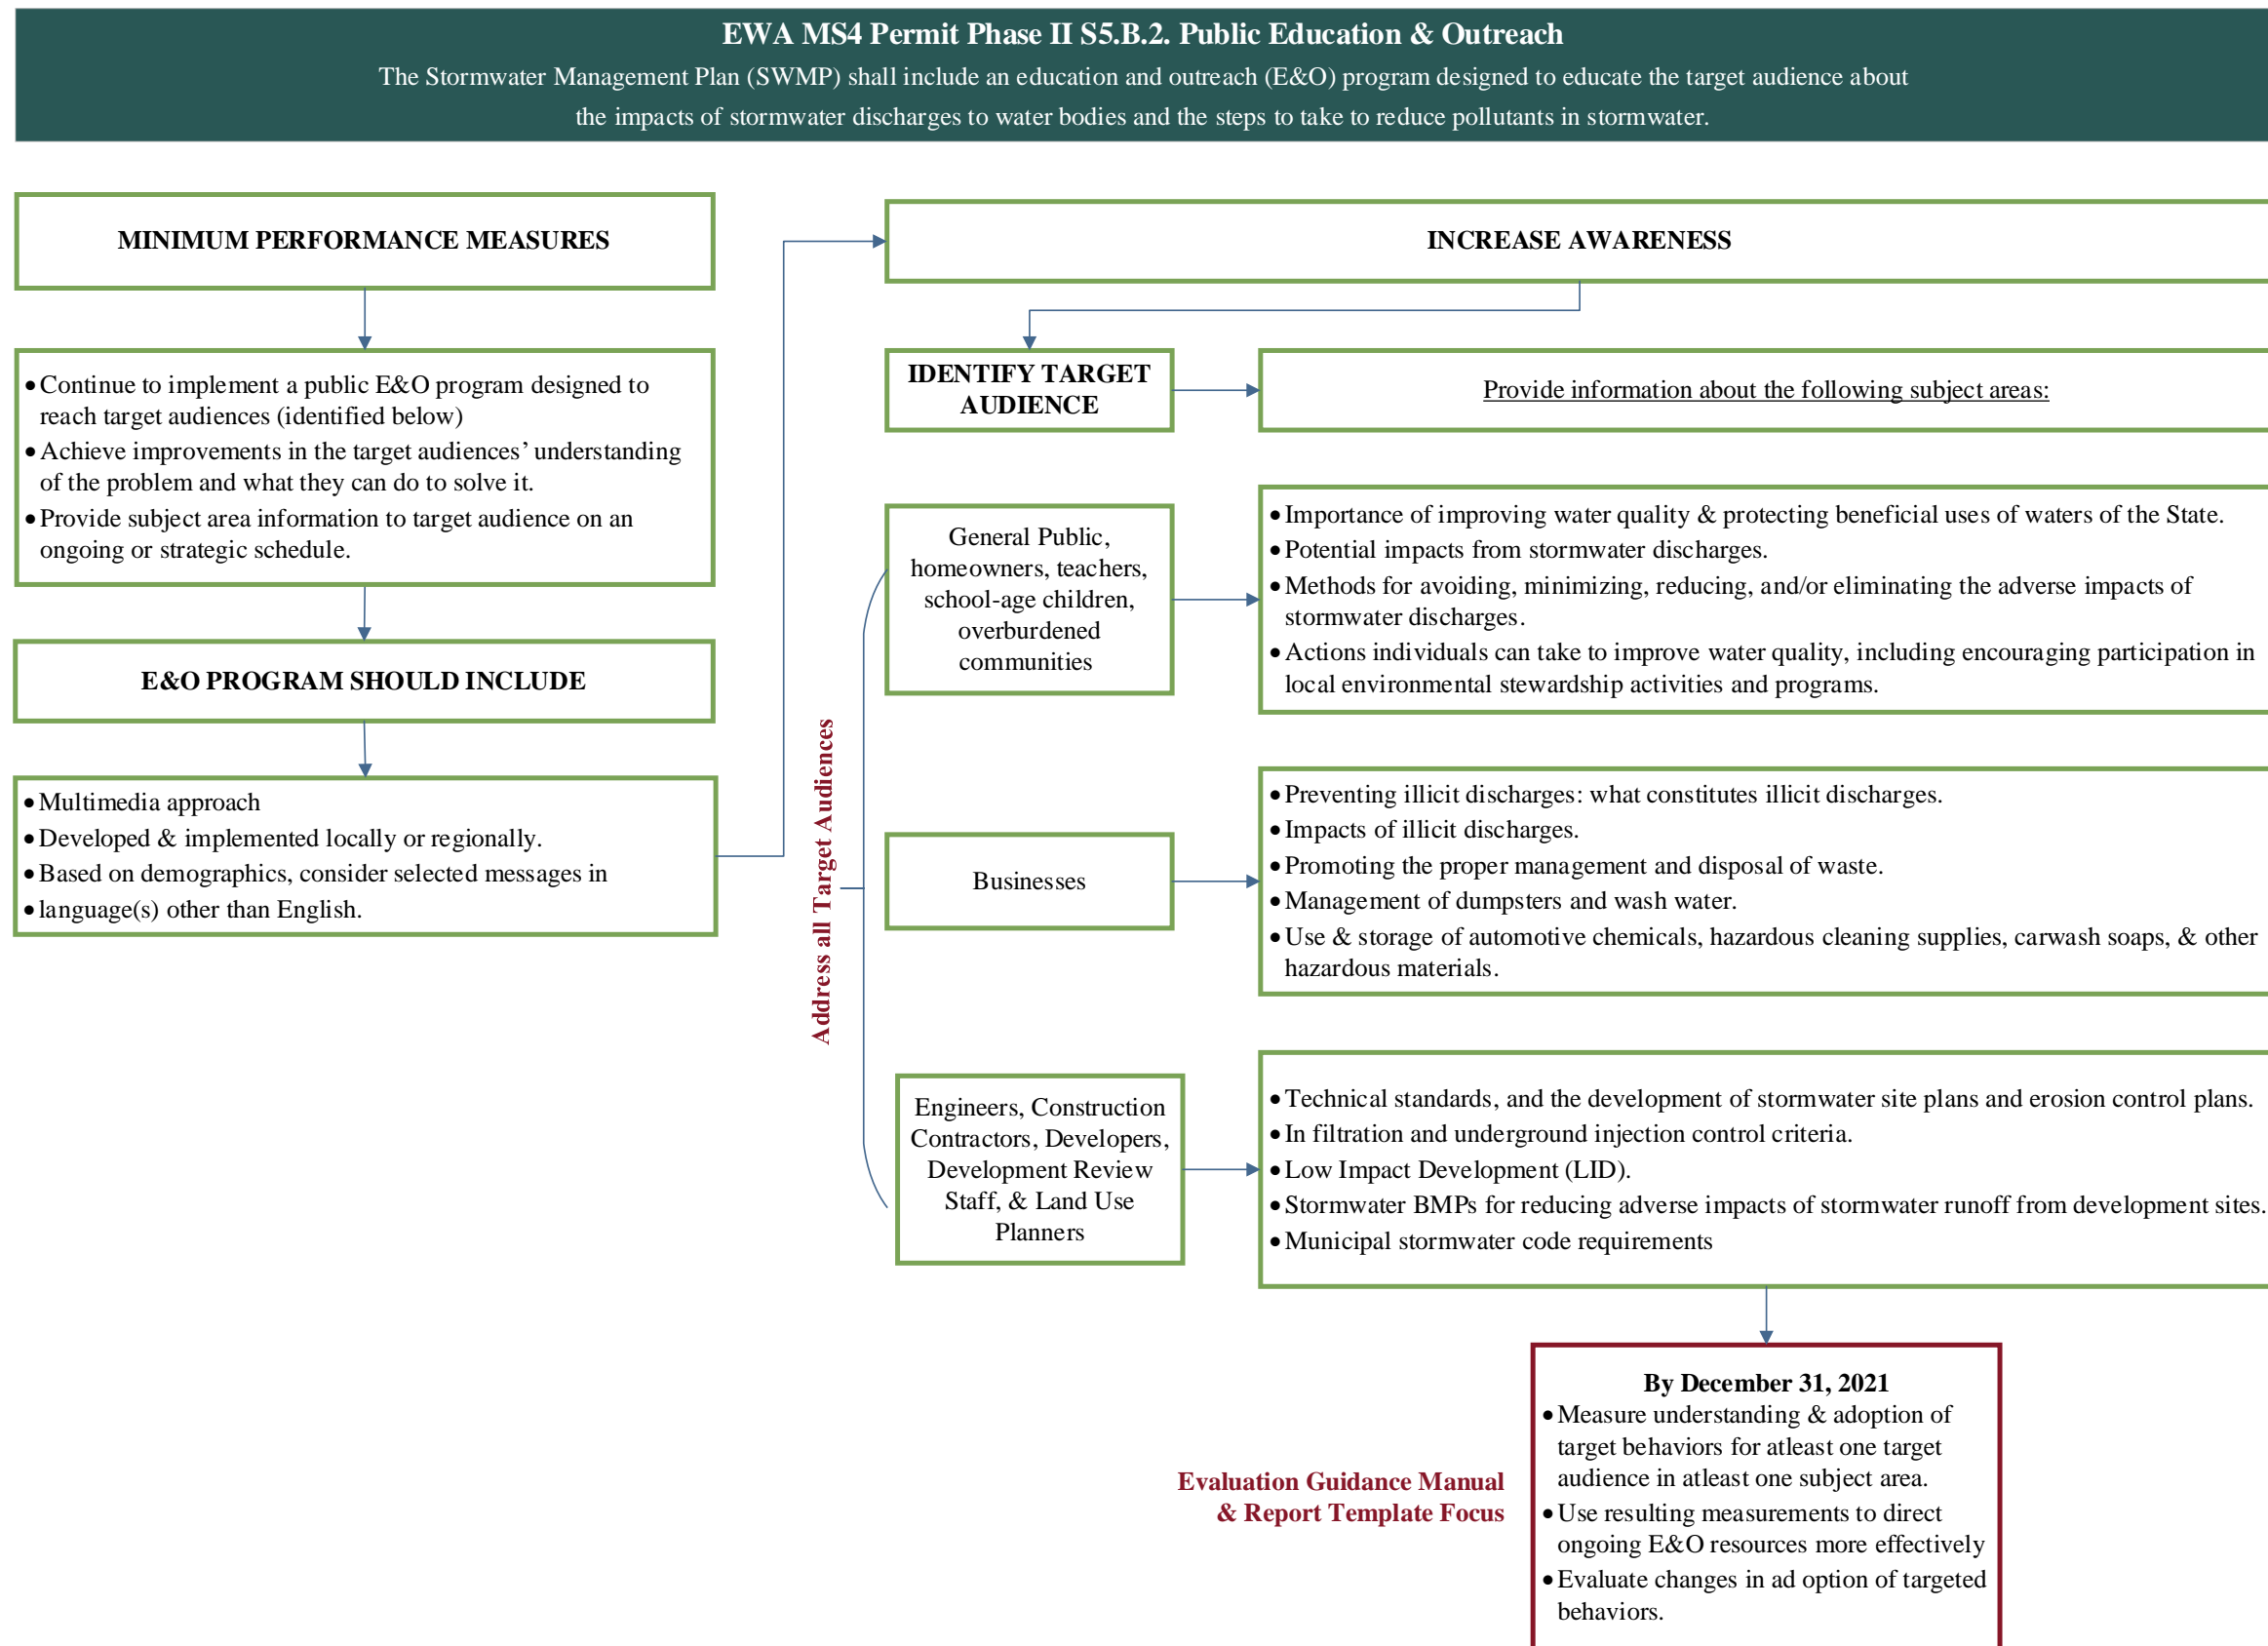 EWA MS4 Permit Phase II S5.B.2. Public Education & Outreach
The Stormwater Management Plan (SWMP) shall include an education and outreach (E&O) program designed to educate the target audience about
the impacts of stormwater discharges to water bodies and the steps to take to reduce pollutants in stormwater.
MINIMUM PERFORMANCE MEASURES
• Continue to implement a public E&O program designed to
reach target audiences (identified below)
• Achieve improvements in the target audiences’ understanding
of the problem and what they can do to solve it.
• Provide subject area information to target audience on an
ongoing or strategic schedule.
E&O PROGRAM SHOULD INCLUDE
• Multimedia approach
• Developed & implemented locally or regionally.
• Based on demographics, consider selected messages in
• language(s) other than English.
INCREASE AWARENESS
IDENTIFY TARGET
AUDIENCE
Provide information about the following subject areas:
Address all Target Audiences
General Public,
homeowners, teachers,
school-age children,
overburdened
communities
• Importance of improving water quality & protecting beneficial uses of waters of the State.
• Potential impacts from stormwater discharges.
• Methods for avoiding, minimizing, reducing, and/or eliminating the adverse impacts of
stormwater discharges.
• Actions individuals can take to improve water quality, including encouraging participation in
local environmental stewardship activities and programs.
Businesses
• Preventing illicit discharges: what constitutes illicit discharges.
• Impacts of illicit discharges.
• Promoting the proper management and disposal of waste.
• Management of dumpsters and wash water.
• Use & storage of automotive chemicals, hazardous cleaning supplies, carwash soaps, & other
hazardous materials.
Engineers, Construction
Contractors, Developers,
Development Review
Staff, & Land Use
Planners
• Technical standards, and the development of stormwater site plans and erosion control plans.
• In filtration and underground injection control criteria.
• Low Impact Development (LID).
• Stormwater BMPs for reducing adverse impacts of stormwater runoff from development sites.
• Municipal stormwater code requirements
Evaluation Guidance Manual
& Report Template Focus
By December 31, 2021
• Measure understanding & adoption of
target behaviors for atleast one target
audience in atleast one subject area.
• Use resulting measurements to direct
ongoing E&O resources more effectively
• Evaluate changes in ad option of targeted
behaviors.